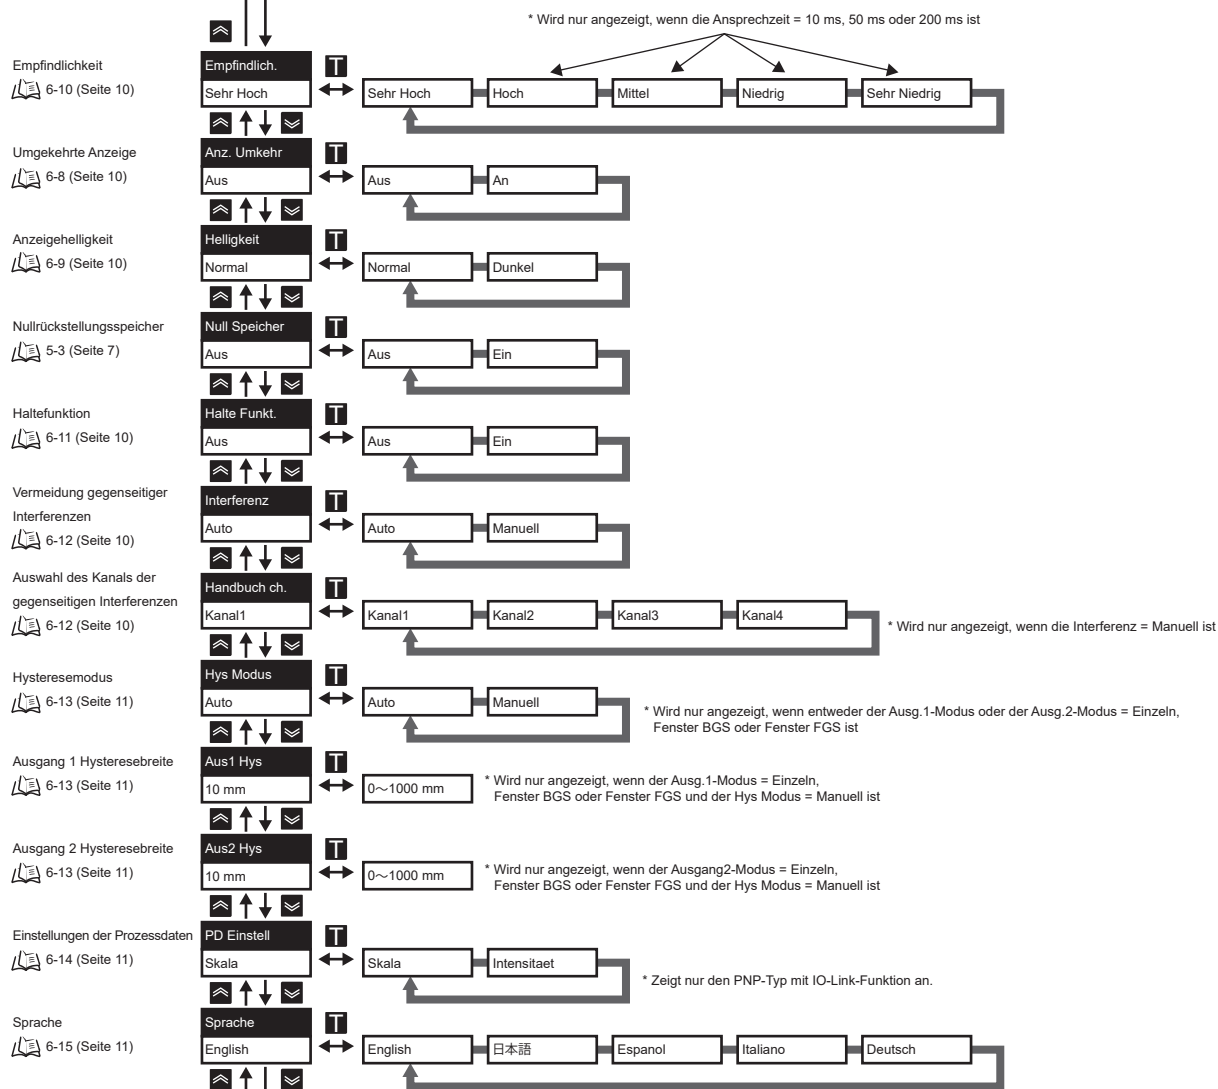 * Wird nur angezeigt, wenn die Ansprechzeit = 10 ms, 50 ms oder 200 ms ist
Empfindlichkeit
6-10 (Seite 10)
Empfindlich.
T
Sehr Hoch
Sehr Hoch
Hoch
Mittel
Niedrig
Sehr Niedrig
Umgekehrte Anzeige
6-8 (Seite 10)
Anz. Umkehr
T
Aus
Aus
An
Anzeigehelligkeit
6-9 (Seite 10)
Helligkeit
T
Normal
Normal
Dunkel
Nullrückstellungsspeicher
5-3 (Seite 7)
Null Speicher
T
Aus
Aus
Ein
Haltefunktion
6-11 (Seite 10)
Halte Funkt.
T
Aus
Aus
Ein
Vermeidung gegenseitiger
Interferenzen
6-12 (Seite 10)
Interferenz
T
Auto
Auto
Manuell
Auswahl des Kanals der
gegenseitigen Interferenzen
6-12 (Seite 10)
Handbuch ch.
T
Kanal1
Kanal1
Kanal2
Kanal3
Kanal4
* Wird nur angezeigt, wenn die Interferenz = Manuell ist
Hysteresemodus
6-13 (Seite 11)
Hys Modus
T
Auto
Auto
Manuell
* Wird nur angezeigt, wenn entweder der Ausg.1-Modus oder der Ausg.2-Modus = Einzeln,
Fenster BGS oder Fenster FGS ist
Ausgang 1 Hysteresebreite
6-13 (Seite 11)
Aus1 Hys
T
10 mm
0～1000 mm
* Wird nur angezeigt, wenn der Ausg.1-Modus = Einzeln,
Fenster BGS oder Fenster FGS und der Hys Modus = Manuell ist
Ausgang 2 Hysteresebreite
6-13 (Seite 11)
Aus2 Hys
T
10 mm
0～1000 mm
* Wird nur angezeigt, wenn der Ausgang2-Modus = Einzeln,
Fenster BGS oder Fenster FGS und der Hys Modus = Manuell ist
Einstellungen der Prozessdaten
6-14 (Seite 11)
PD Einstell
T
Skala
Skala
Intensitaet
* Zeigt nur den PNP-Typ mit IO-Link-Funktion an.
Sprache
6-15 (Seite 11)
Sprache
T
English
English
日本語
Espanol
Italiano
Deutsch